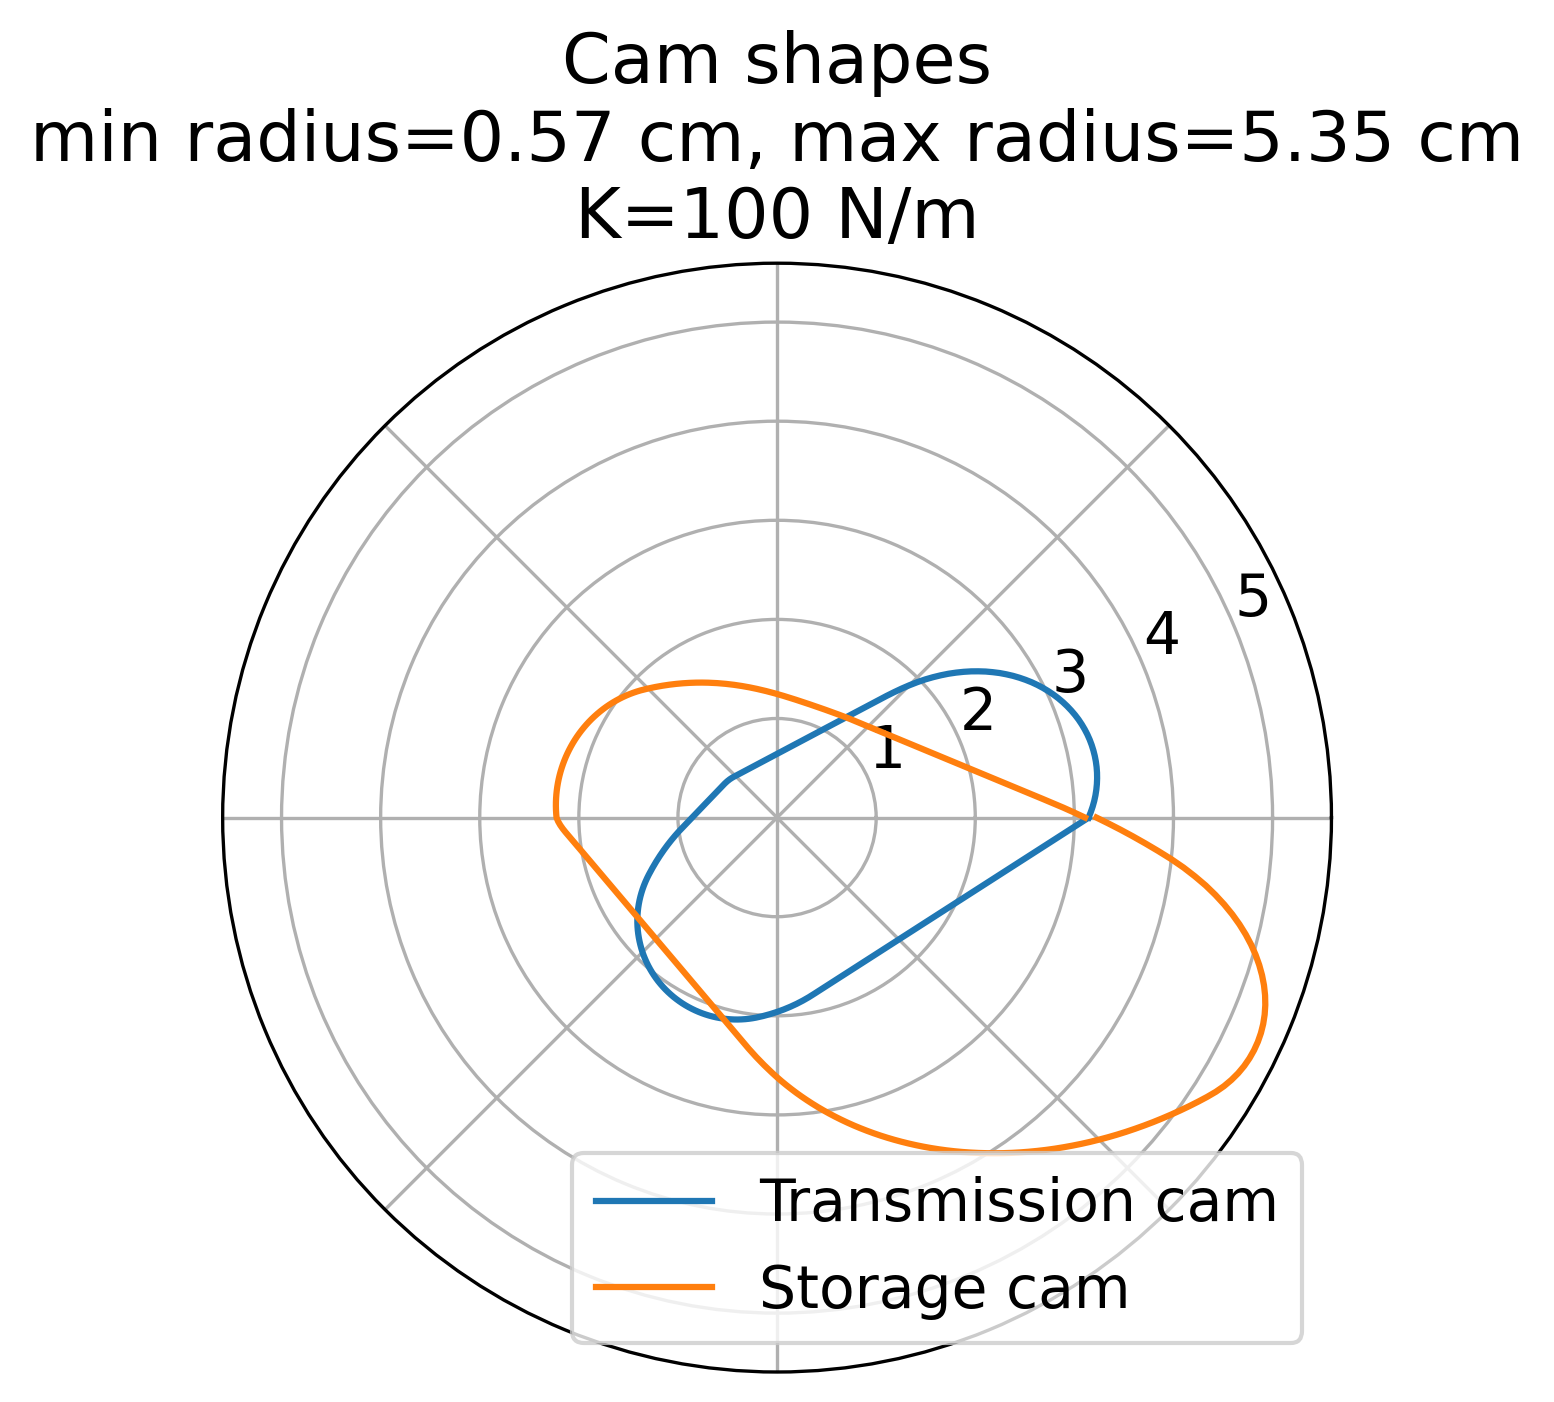 Cam shapes
min radius=0.57 cm, max radius=5.35 cm
K=100 N/m
5
4
3
2
1
Transmission cam
Storage cam